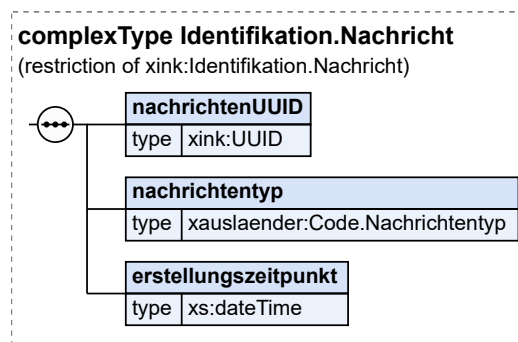 complexType Identifikation.Nachricht
(restriction of xink:Identifikation.Nachricht)
nachrichtenUUID
type xink:UUID
nachrichtentyp
type xauslaender:Code.Nachrichtentyp
erstellungszeitpunkt
type xs:dateTime